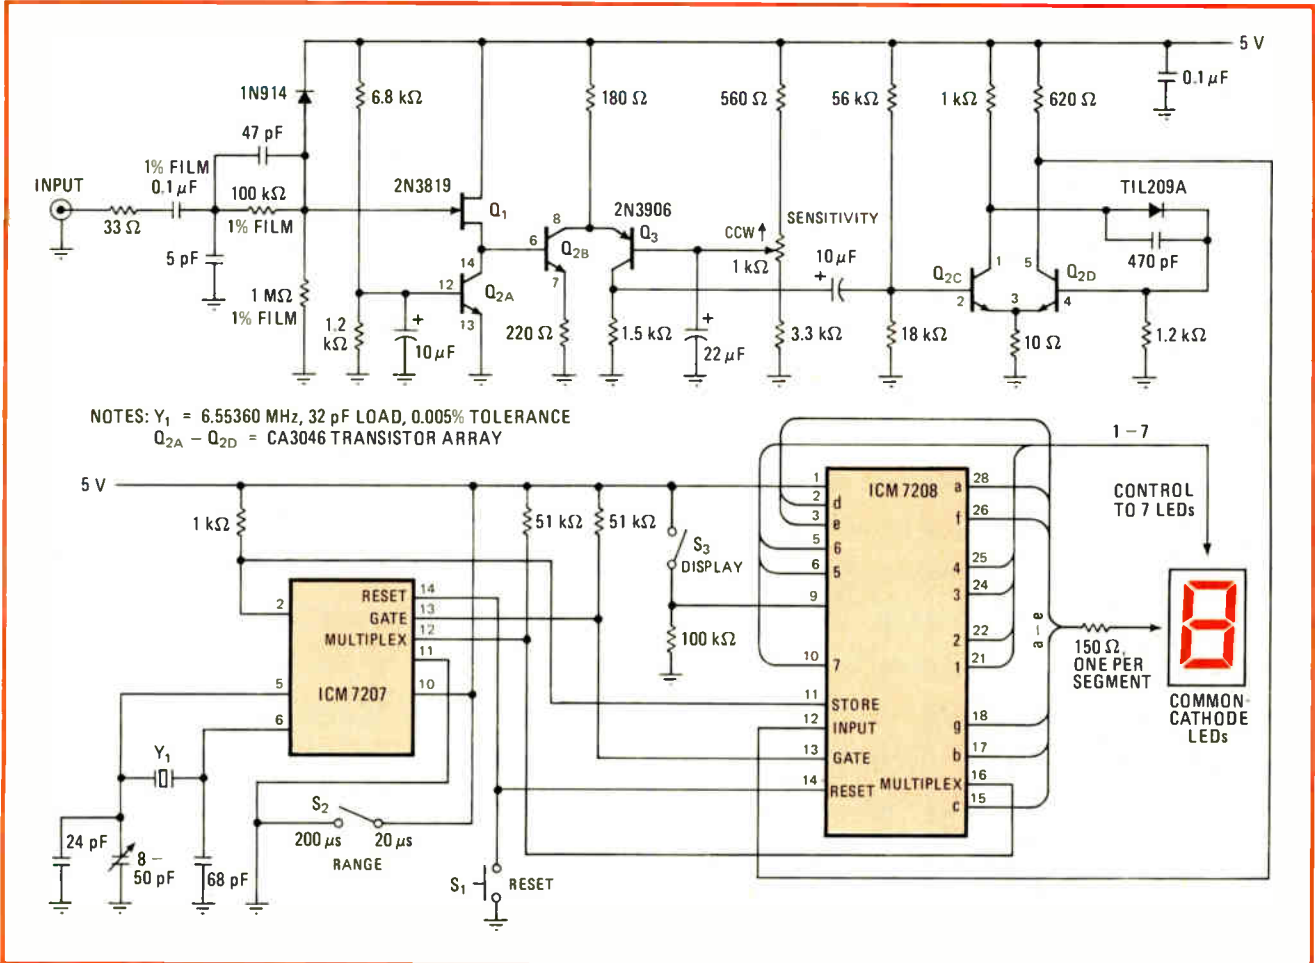 5 V
0.1 µF
1N914
6.8 kΩ
180 Ω
560 Ω
56 kΩ
1 kΩ
620 Ω
47 pF
1% FILM
0.1 µF
100 kΩ
1% FILM
INPUT
33 Ω
5 pF
1 MΩ
1% FILM
2N3819
Q1
14
12
Q2A
13
1.2
kΩ
+
10 µF
6
8
Q2B
7
220 Ω
2N3906
Q3
1.5 kΩ
CCW ↑
SENSITIVITY
1 kΩ
+
22 µF
3.3 kΩ
10 µF
+
18 kΩ
Q2C
1
2
3
10 Ω
5
Q2D
4
TIL209A
470 pF
1.2 kΩ
NOTES: Y1 = 6.55360 MHz, 32 pF LOAD, 0.005% TOLERANCE
Q2A – Q2D = CA3046 TRANSISTOR ARRAY
5 V
1 kΩ
51 kΩ
51 kΩ
S3
DISPLAY
100 kΩ
2
5
6
RESET 14
GATE 13
MULTIPLEX 12
11
10
ICM 7207
Y1
24 pF
8 –
50 pF
68 pF
S2
200 µs
20 µs
RANGE
S1
RESET
ICM 7208
1
2 d
3 e
5 6
6 5
9
10 7
11 STORE
12 INPUT
13 GATE
14 RESET
a 28
f 26
4 25
3 24
2 22
1 21
g 18
b 17
MULTIPLEX 16
c 15
1 – 7
CONTROL
TO 7 LEDs
a – e
150 Ω,
ONE PER
SEGMENT
COMMON-
CATHODE
LEDs